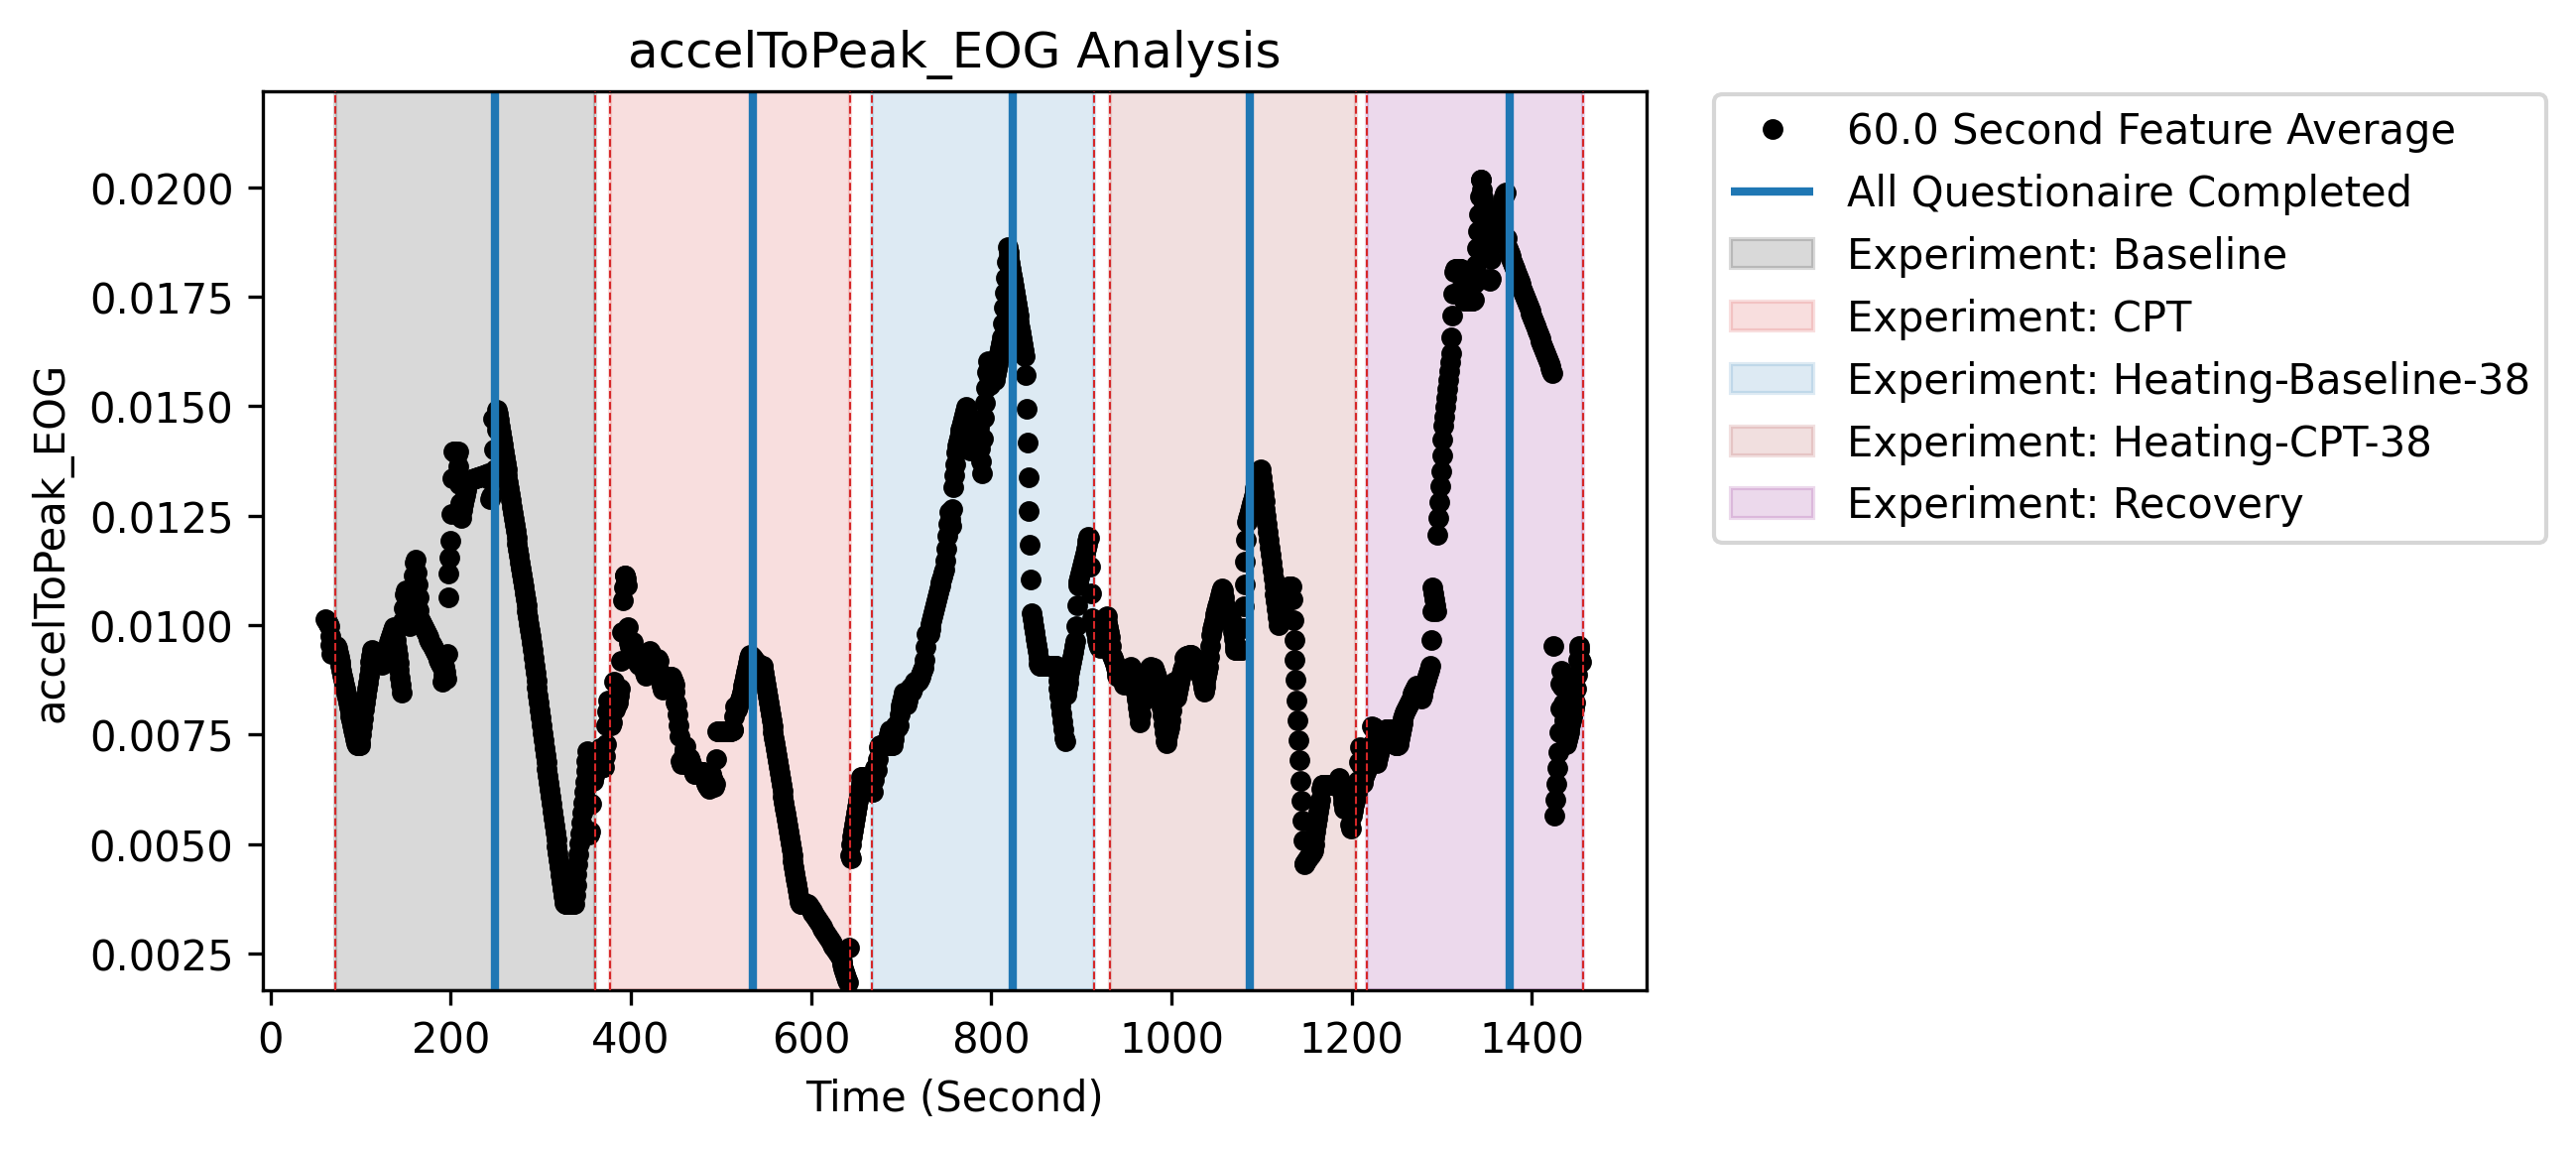 accelToPeak_EOG Analysis
accelToPeak_EOG
0.0200
0.0175
0.0150
0.0125
0.0100
0.0075
0.0050
0.0025
0 200 400 600 800 1000 1200 1400
Time (Second)
60.0 Second Feature Average
All Questionaire Completed
Experiment: Baseline
Experiment: CPT
Experiment: Heating-Baseline-38
Experiment: Heating-CPT-38
Experiment: Recovery